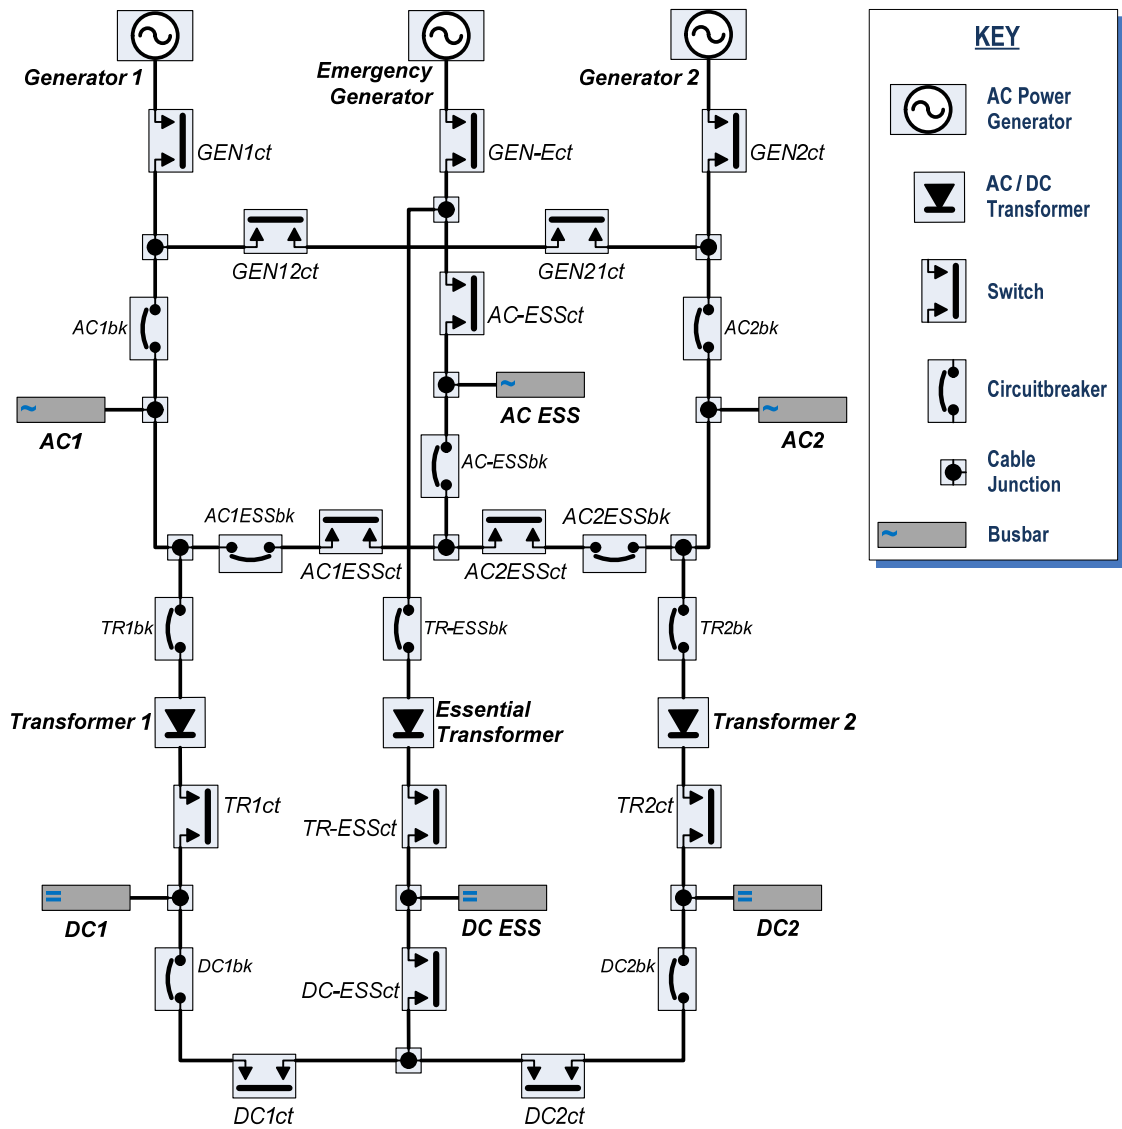 KEY
Generator 1
Emergency
Generator
Generator 2
AC Power
Generator
GEN1ct
GEN-Ect
GEN2ct
AC / DC
Transformer
GEN12ct
GEN21ct
Switch
AC1bk
AC-ESSct
AC2bk
~
AC1
~
AC ESS
~
AC2
Circuitbreaker
AC-ESSbk
Cable
Junction
AC1ESSbk
AC2ESSbk
~
Busbar
AC1ESSct
AC2ESSct
TR1bk
TR-ESSbk
TR2bk
Transformer 1
Essential
Transformer
Transformer 2
TR1ct
TR-ESSct
TR2ct
=
DC1
=
DC ESS
=
DC2
DC1bk
DC-ESSct
DC2bk
DC1ct
DC2ct